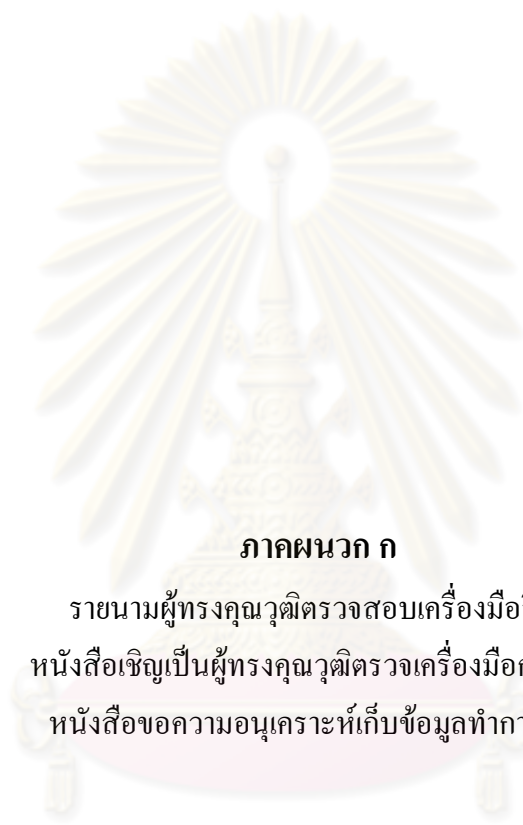 ภาคผนวก ก
รายนามผู้ทรงคุณวุฒิตรวจสอบเครื่องมือ
หนังสือเชิญเป็นผู้ทรงคุณวุฒิตรวจเครื่องมือ
หนังสือขอความอนุเคราะห์เก็บข้อมูล